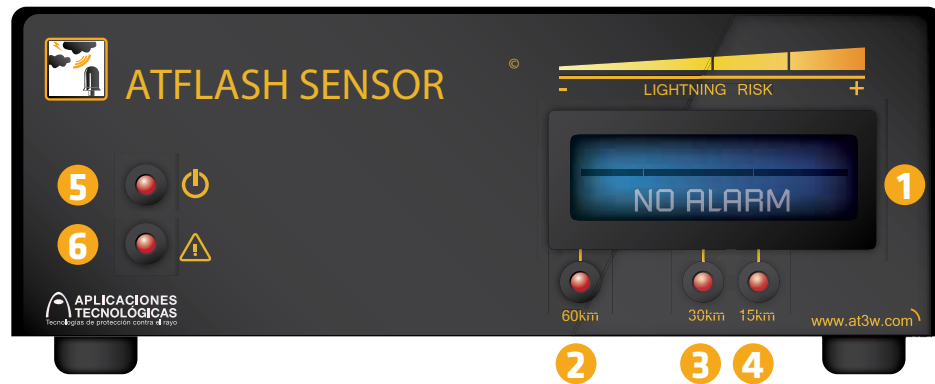 ATFLASH SENSOR
©
- LIGHTNING RISK +
NO ALARM
1
5
6
60km 30km 15km
APLICACIONES
TECNOLÓGICAS
Tecnologías de protección contra el rayo
www.at3w.com
2 3 4